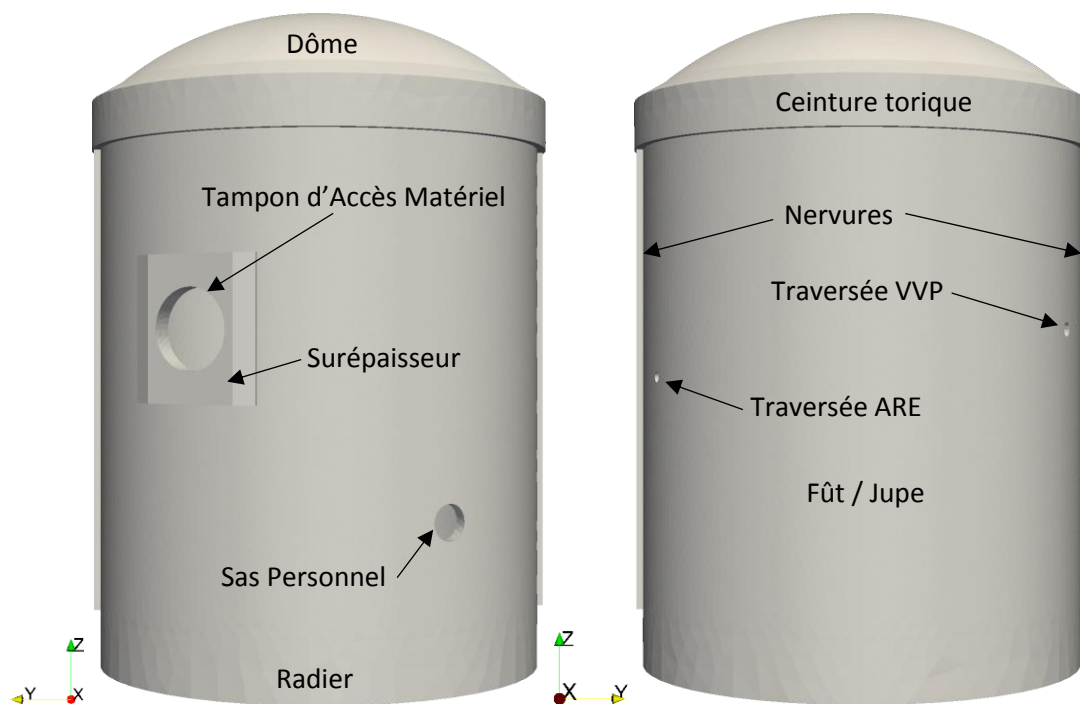 Dôme
Tampon d'Accès Matériel
Surépaisseur
Sas Personnel
Radier
Z
Y
X
Ceinture torique
Nervures
Traversée VVP
Traversée ARE
Fût / Jupe
Z
X
Y